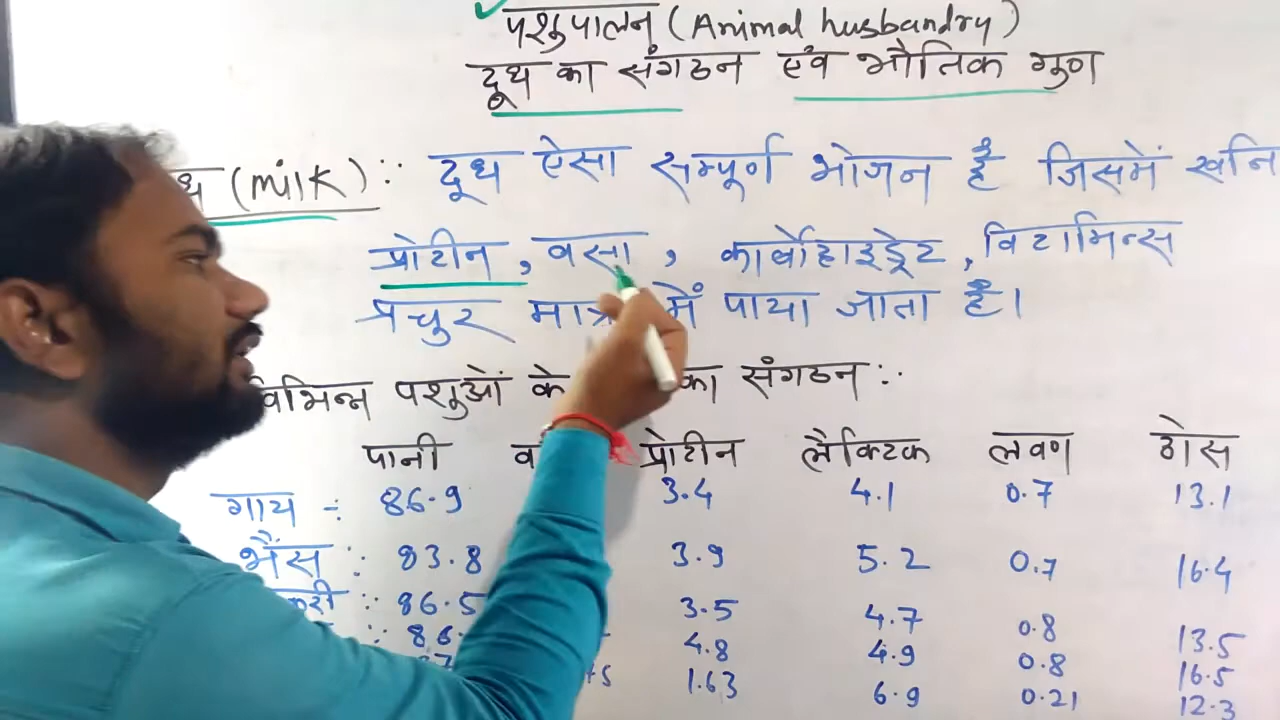 पशुपालन (Animal husbandry)
दूध का संगठन एंव भौतिक गुण
(milk) :: दूध ऐसा सम्पूर्ण भोजन है जिसमें खनि
प्रोटीन, वसा, कार्बोहाइड्रेट, विटामिन्स
प्रचुर मात्रा में पाया जाता है।
विभिन्न पशुओं के का संगठन ::
पानी व प्रोटीन लैक्टिक लवण ठोस
गाय -: 86.9 3.4 4.1 0.7 13.1
भैंस :: 83.8 3.9 5.2 0.7 16.4
:: 86.5 3.5 4.7 0.8 13.5
:: 86. 4.8 4.9 0.8 16.5
1.63 6.9 0.21 12.3